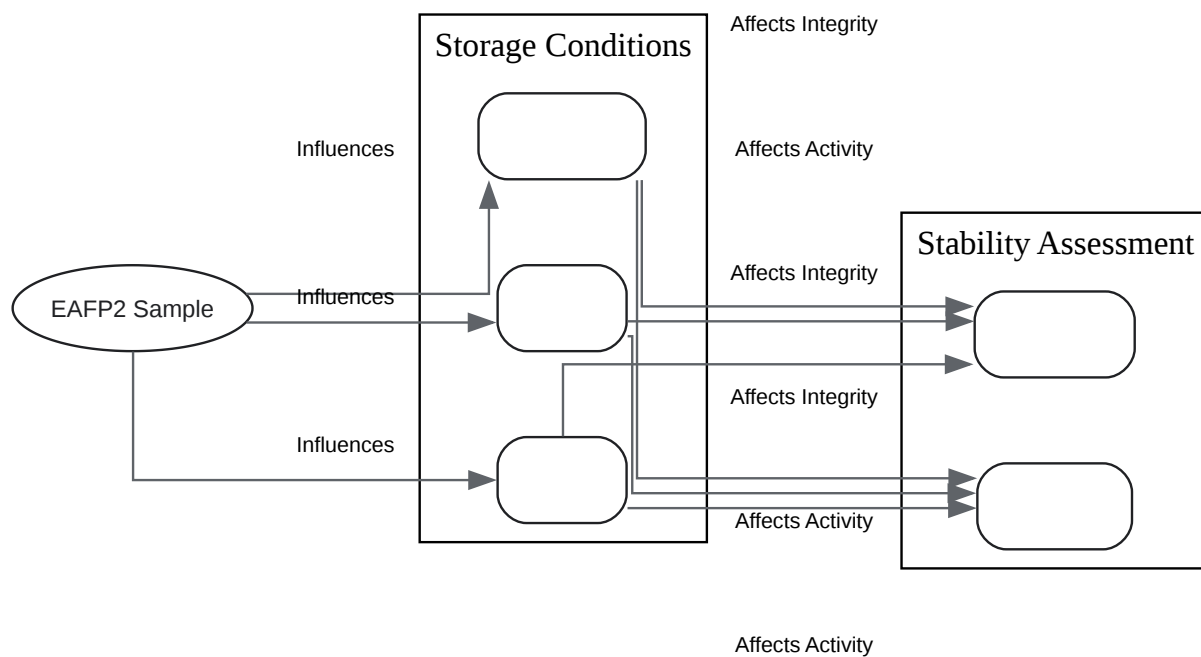 Affects Integrity
Storage Conditions
Influences
Affects Activity
Stability Assessment
Affects Integrity
Influences
EAFP2 Sample
Affects Integrity
Influences
Affects Activity
Affects Activity